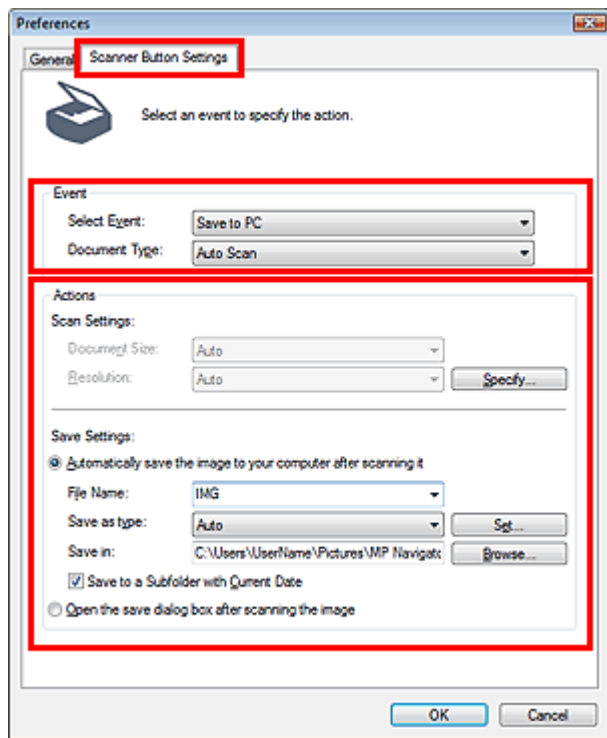 Preferences
General Scanner Button Settings
Select an event to specify the action.
Event
Select Event: Save to PC
Document Type: Auto Scan
Actions
Scan Settings:
Document Size: Auto
Resolution: Auto Specify...
Save Settings:
Automatically save the image to your computer after scanning it
File Name: IMG
Save as type: Auto Set...
Save in: C:\Users\UserName\Pictures\MP Navigato Browse...
Save to a Subfolder with Current Date
Open the save dialog box after scanning the image
OK Cancel